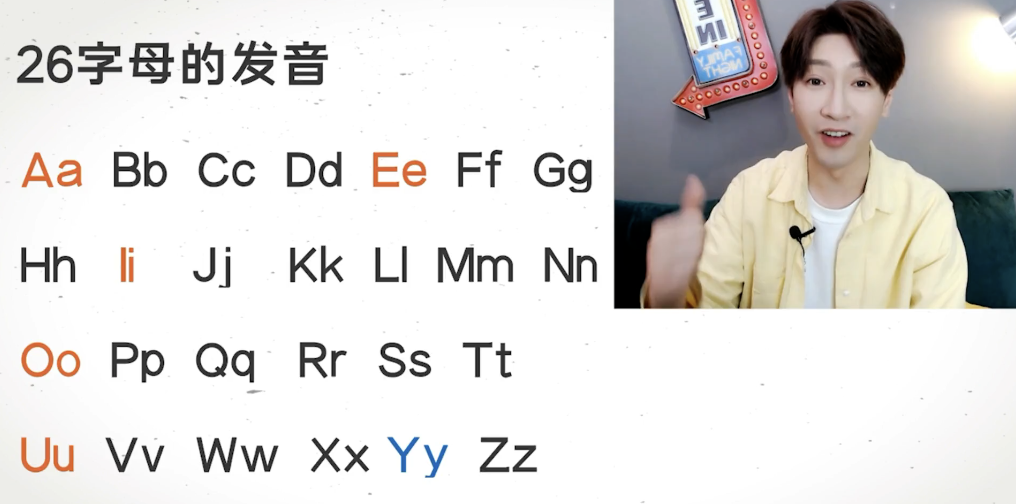 26字母的发音
Aa Bb Cc Dd Ee Ff Gg
Hh Ii Jj Kk Ll Mm Nn
Oo Pp Qq Rr Ss Tt
Uu Vv Ww Xx Yy Zz